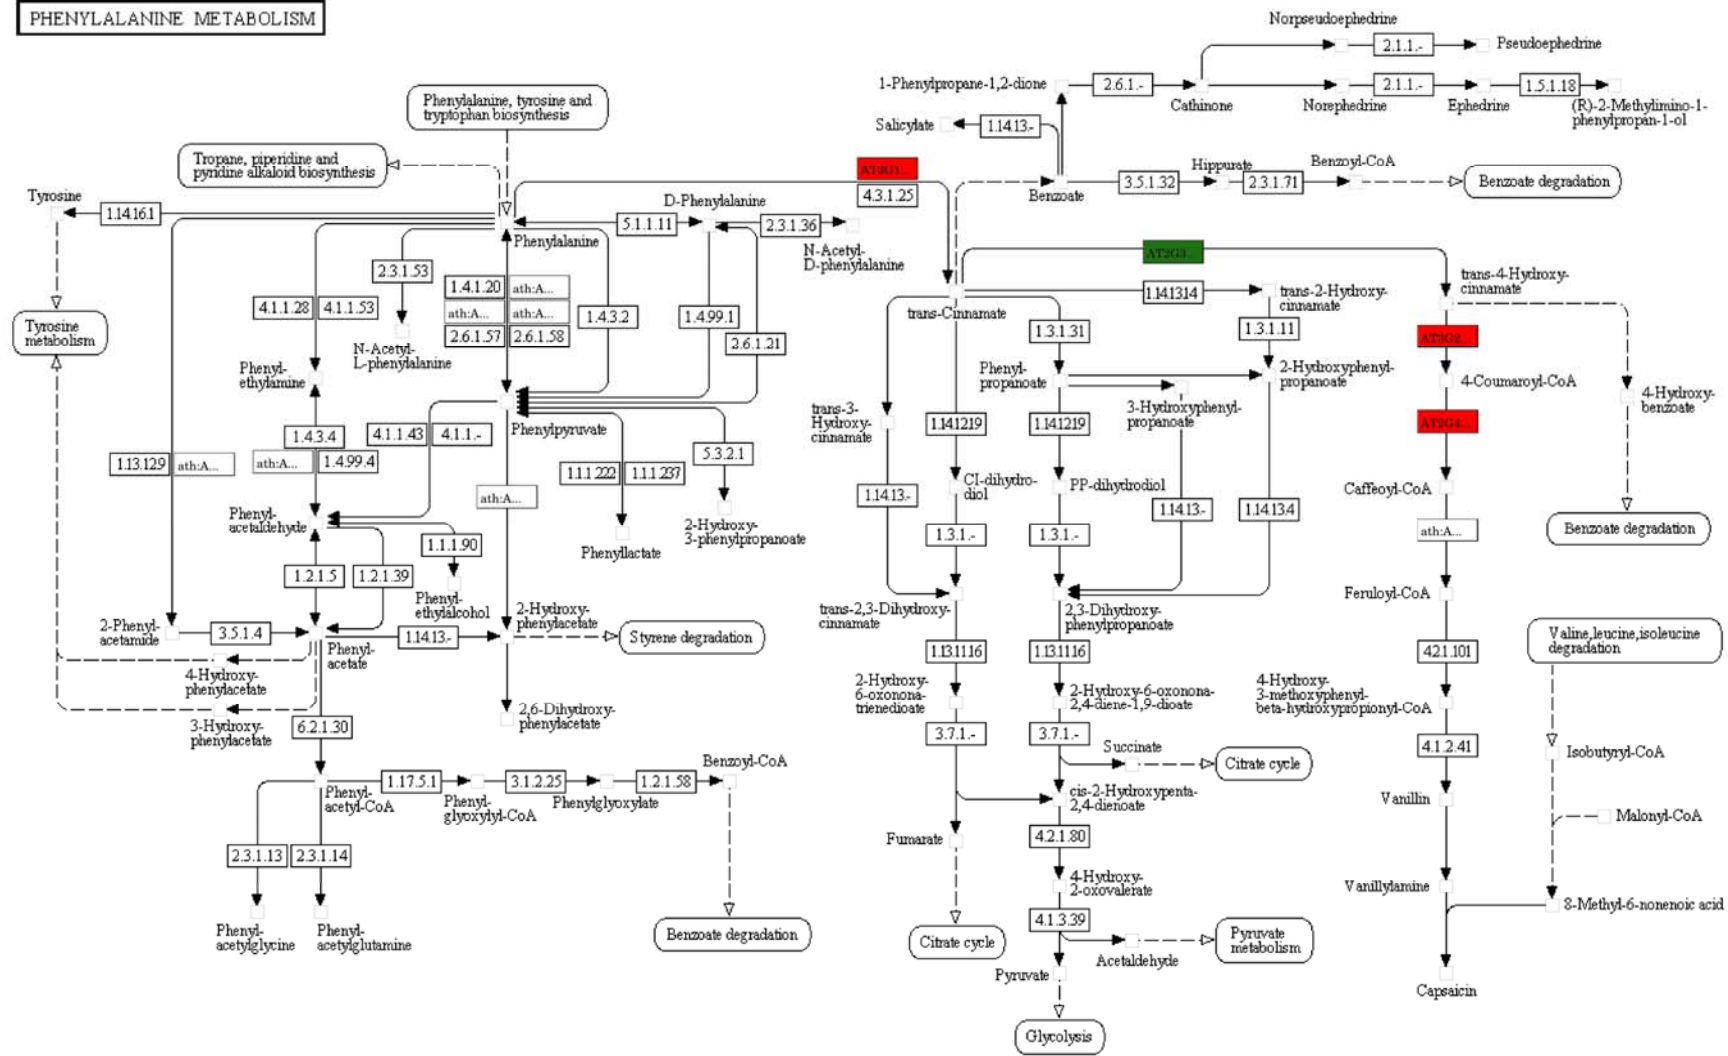 PHENYLALANINE METABOLISM
Norpseudoephedrine
2.1.1.-
Pseudoephedrine
1-Phenylpropane-1,2-dione
2.6.1.-
Cathinone
Norephedrine
2.1.1.-
Ephedrine
1.5.1.18
(R)-2-Methylimino-1-
phenylpropan-1-ol
Phenylalanine, tyrosine and
tryptophan biosynthesis
Salicylate
1.14.13.-
Tropane, piperidine and
pyridine alkaloid biosynthesis
AT3G1...
4.3.1.25
Benzoate
3.5.1.32
Hippurate
2.3.1.71
Benzoyl-CoA
Benzoate degradation
Tyrosine
1.14.16.1
Phenylalanine
5.1.1.11
D-Phenylalanine
2.3.1.36
N-Acetyl-
D-phenylalanine
AT2G3...
trans-4-Hydroxy-
cinnamate
2.3.1.53
1.4.1.20
ath:A...
ath:A...
ath:A...
2.6.1.57
2.6.1.58
4.1.1.28
4.1.1.53
1.4.3.2
1.4.99.1
2.6.1.21
N-Acetyl-
L-phenylalanine
trans-Cinnamate
1.14.13.14
trans-2-Hydroxy-
cinnamate
1.3.1.31
1.3.1.11
AT3G2...
Tyrosine
metabolism
Phenyl-
ethylamine
Phenylpyruvate
Phenyl-
propanoate
2-Hydroxyphenyl-
propanoate
4-Coumaroyl-CoA
4-Hydroxy-
benzoate
trans-3-
Hydroxy-
cinnamate
3-Hydroxyphenyl-
propanoate
AT2G4...
1.4.3.4
4.1.1.43
4.1.1.-
1.14.12.19
1.14.12.19
1.13.12.9
ath:A...
ath:A...
1.4.99.4
1.1.1.222
1.1.1.237
5.3.2.1
ath:A...
CI-dihydro-
diol
PP-dihydrodiol
Caffeoyl-CoA
1.14.13.-
1.14.13.-
1.14.13.4
Phenyl-
acetaldehyde
1.1.1.90
Phenyllactate
2-Hydroxy-
3-phenylpropanoate
1.3.1.-
1.3.1.-
ath:A...
Benzoate degradation
1.2.1.5
1.2.1.39
Phenyl-
ethylalcohol
2-Hydroxy-
phenylacetate
Styrene degradation
trans-2,3-Dihydroxy-
cinnamate
2,3-Dihydroxy-
phenylpropanoate
Feruloyl-CoA
2-Phenyl-
acetamide
3.5.1.4
Phenyl-
acetate
1.14.13.-
Valine, leucine, isoleucine
degradation
1.13.11.16
1.13.11.16
4.2.1.101
4-Hydroxy-
phenylacetate
3-Hydroxy-
phenylacetate
2-Hydroxy-
6-oxonona-
trienedioate
2-Hydroxy-6-oxonona-
2,4-diene-1,9-dioate
4-Hydroxy-
3-methoxyphenyl-
beta-hydroxypropionyl-CoA
2,6-Dihydroxy-
phenylacetate
6.2.1.30
3.7.1.-
3.7.1.-
4.1.2.41
Isobutyryl-CoA
Succinate
Citrate cycle
Phenyl-
acetyl-CoA
1.17.5.1
Phenyl-
glyoxylyl-CoA
3.1.2.25
Phenylglyoxylate
1.2.1.58
Benzoyl-CoA
cis-2-Hydroxypenta-
2,4-dienoate
Vanillin
Malonyl-CoA
Fumarate
4.2.1.80
2.3.1.13
2.3.1.14
4-Hydroxy-
2-oxovalerate
Vanillylamine
8-Methyl-6-nonenoic acid
Phenyl-
acetylglycine
Phenyl-
acetylglutamine
Benzoate degradation
Citrate cycle
4.1.3.39
Acetaldehyde
Pyruvate
metabolism
Pyruvate
Capsaicin
Glycolysis